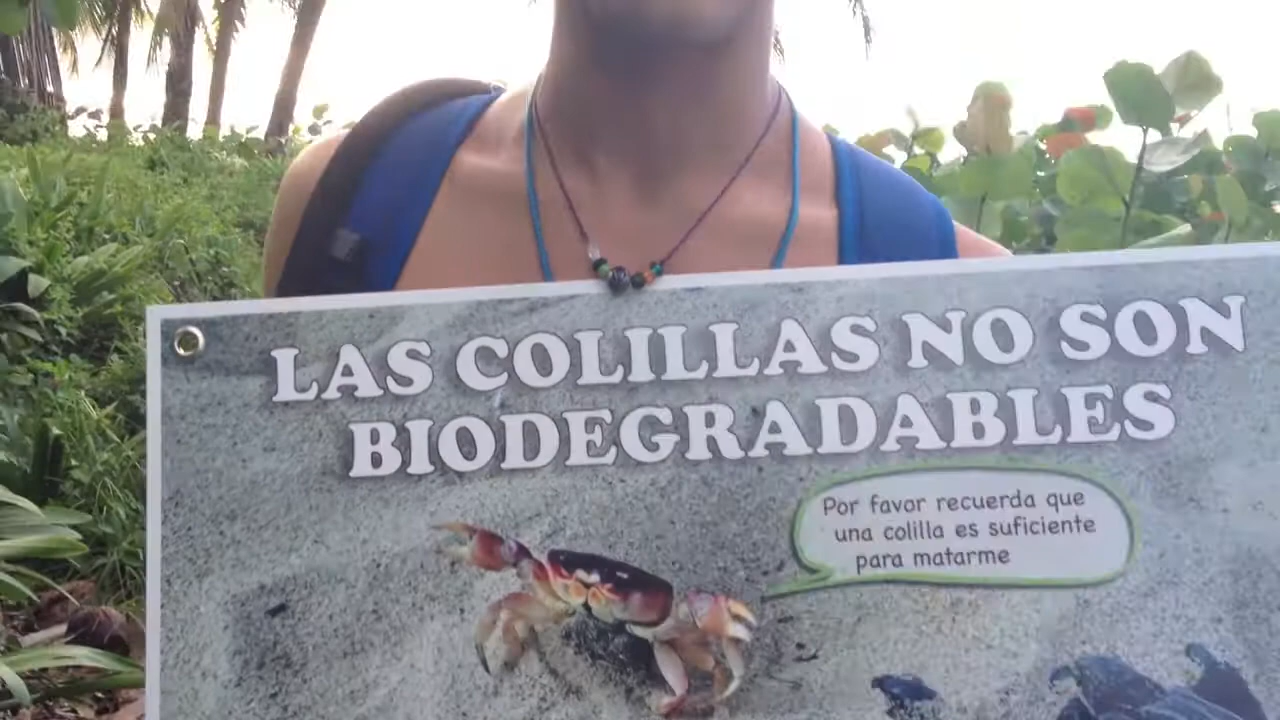 LAS COLILLAS NO SON
BIODEGRADABLES
Por favor recuerda que
una colilla es suficiente
para matarme